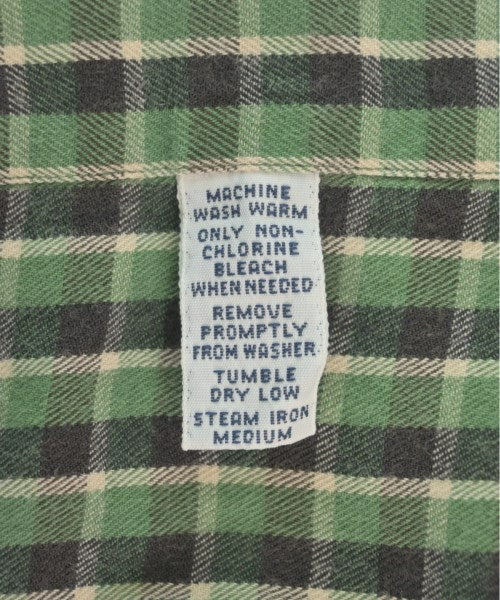 MACHINE
WASH WARM
ONLY NON-
CHLORINE
BLEACH
WHEN NEEDED
REMOVE
PROMPTLY
FROM WASHER
TUMBLE
DRY LOW
STEAM IRON
MEDIUM